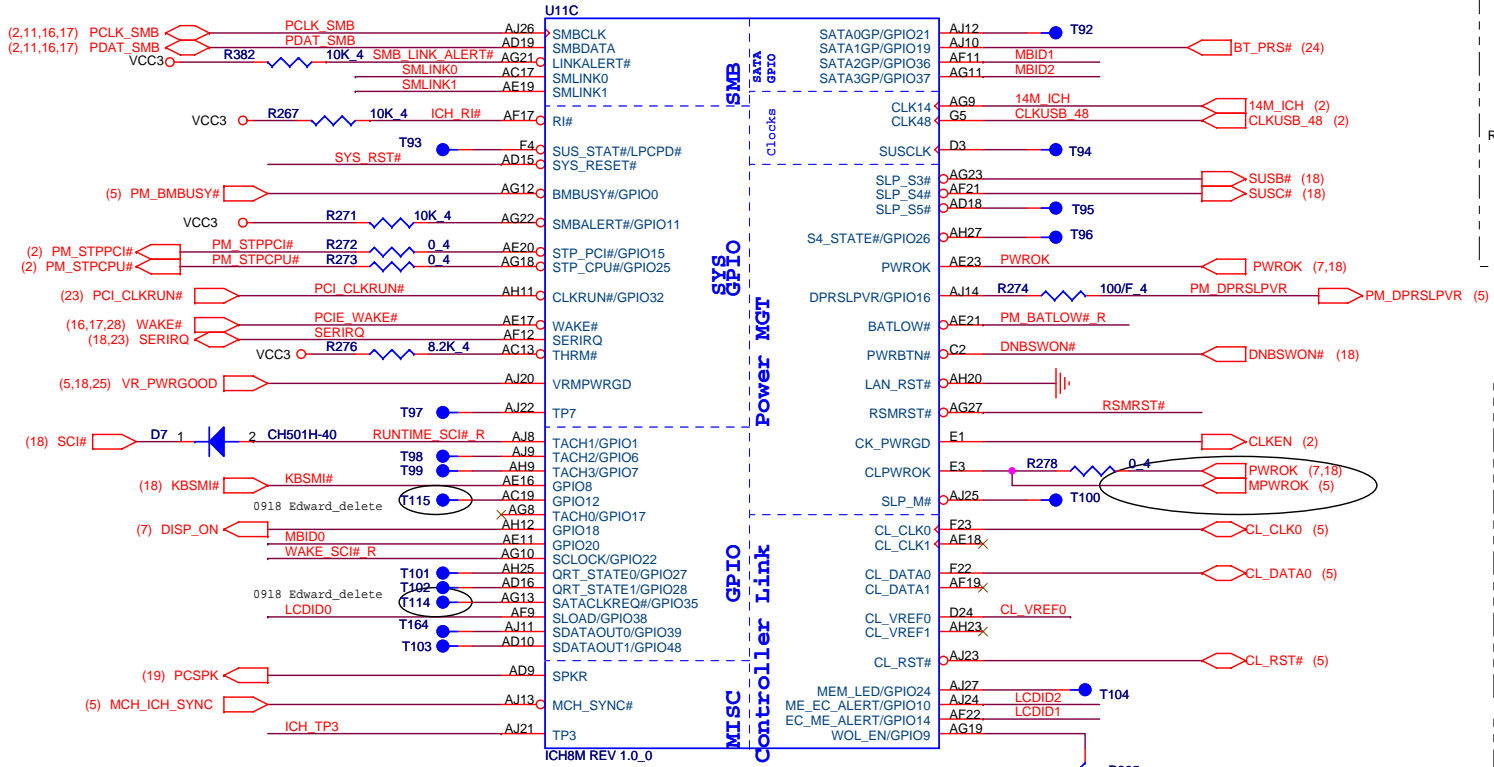 U11C
(2,11,16,17) PCLK_SMB PCLK_SMB AJ26 SMBCLK
(2,11,16,17) PDAT_SMB PDAT_SMB AD19 SMBDATA
VCC3 R382 10K_4 SMB_LINK_ALERT# AG21 LINKALERT#
SMLINK0 AC17 SMLINK0
SMLINK1 AE19 SMLINK1
SMB
VCC3 R267 10K_4 ICH_RI# AF17 RI#
T93 F4 SUS_STAT#/LPCPD#
SYS_RST# AD15 SYS_RESET#
(5) PM_BMBUSY# AG12 BMBUSY#/GPIO0
VCC3 R271 10K_4 AG22 SMBALERT#/GPIO11
(2) PM_STPPCI# PM_STPPCI# R272 0_4 AE20 STP_PCI#/GPIO15
(2) PM_STPCPU# PM_STPCPU# R273 0_4 AG18 STP_CPU#/GPIO25
SYS
GPIO
(23) PCI_CLKRUN# PCI_CLKRUN# AH11 CLKRUN#/GPIO32
(16,17,28) WAKE# PCIE_WAKE# AE17 WAKE#
(18,23) SERIRQ SERIRQ AF12 SERIRQ
VCC3 R276 8.2K_4 AC13 THRM#
(5,18,25) VR_PWRGOOD AJ20 VRMPWRGD
T97 AJ22 TP7
(18) SCI# D7 1 2 CH501H-40 RUNTIME_SCI#_R AJ8 TACH1/GPIO1
T98 AJ9 TACH2/GPIO6
T99 AH9 TACH3/GPIO7
(18) KBSMI# KBSMI# AE16 GPIO8
T115 AC19 GPIO12
0918 Edward_delete AG8 TACH0/GPIO17
(7) DISP_ON AH12 GPIO18
MBID0 AE11 GPIO20
WAKE_SCI#_R AG10 SCLOCK/GPIO22
T101 AH25 QRT_STATE0/GPIO27
T102 AD16 QRT_STATE1/GPIO28
0918 Edward_delete T114 AG13 SATACLKREQ#/GPIO35
LCDID0 AF9 SLOAD/GPIO38
T164 AJ11 SDATAOUT0/GPIO39
T103 AD10 SDATAOUT1/GPIO48
GPIO
(19) PCSPK AD9 SPKR
(5) MCH_ICH_SYNC AJ13 MCH_SYNC#
ICH_TP3 AJ21 TP3
MISC
ICH8M REV 1.0_0
SATA
GPIO
SATA0GP/GPIO21 AJ12 T92
SATA1GP/GPIO19 AJ10 BT_PRS# (24)
SATA2GP/GPIO36 AF11 MBID1
SATA3GP/GPIO37 AG11 MBID2
Clocks
CLK14 AG9 14M_ICH 14M_ICH (2)
CLK48 G5 CLKUSB_48 CLKUSB_48 (2)
SUSCLK D3 T94
SLP_S3# AG23 SUSB# (18)
SLP_S4# AF21 SUSC# (18)
SLP_S5# AD18 T95
S4_STATE#/GPIO26 AH27 T96
PWROK AE23 PWROK PWROK (7,18)
DPRSLPVR/GPIO16 AJ14 R274 100/F_4 PM_DPRSLPVR PM_DPRSLPVR (5)
BATLOW# AE21 PM_BATLOW#_R
Power MGT
PWRBTN# C2 DNBSWON# DNBSWON# (18)
LAN_RST# AH20
RSMRST# AG27 RSMRST#
CK_PWRGD E1 CLKEN (2)
CLPWROK E3 R278 0_4 PWROK (7,18)
MPWROK (5)
SLP_M# AJ25 T100
CL_CLK0 F23 CL_CLK0 (5)
CL_CLK1 AE18
CL_DATA0 F22 CL_DATA0 (5)
CL_DATA1 AF19
CL_VREF0 D24 CL_VREF0
CL_VREF1 AH23
Controller Link
CL_RST# AJ23 CL_RST# (5)
MEM_LED/GPIO24 AJ27 T104
ME_EC_ALERT/GPIO10 AJ24 LCDID2
EC_ME_ALERT/GPIO14 AF22 LCDID1
WOL_EN/GPIO9 AG19
R